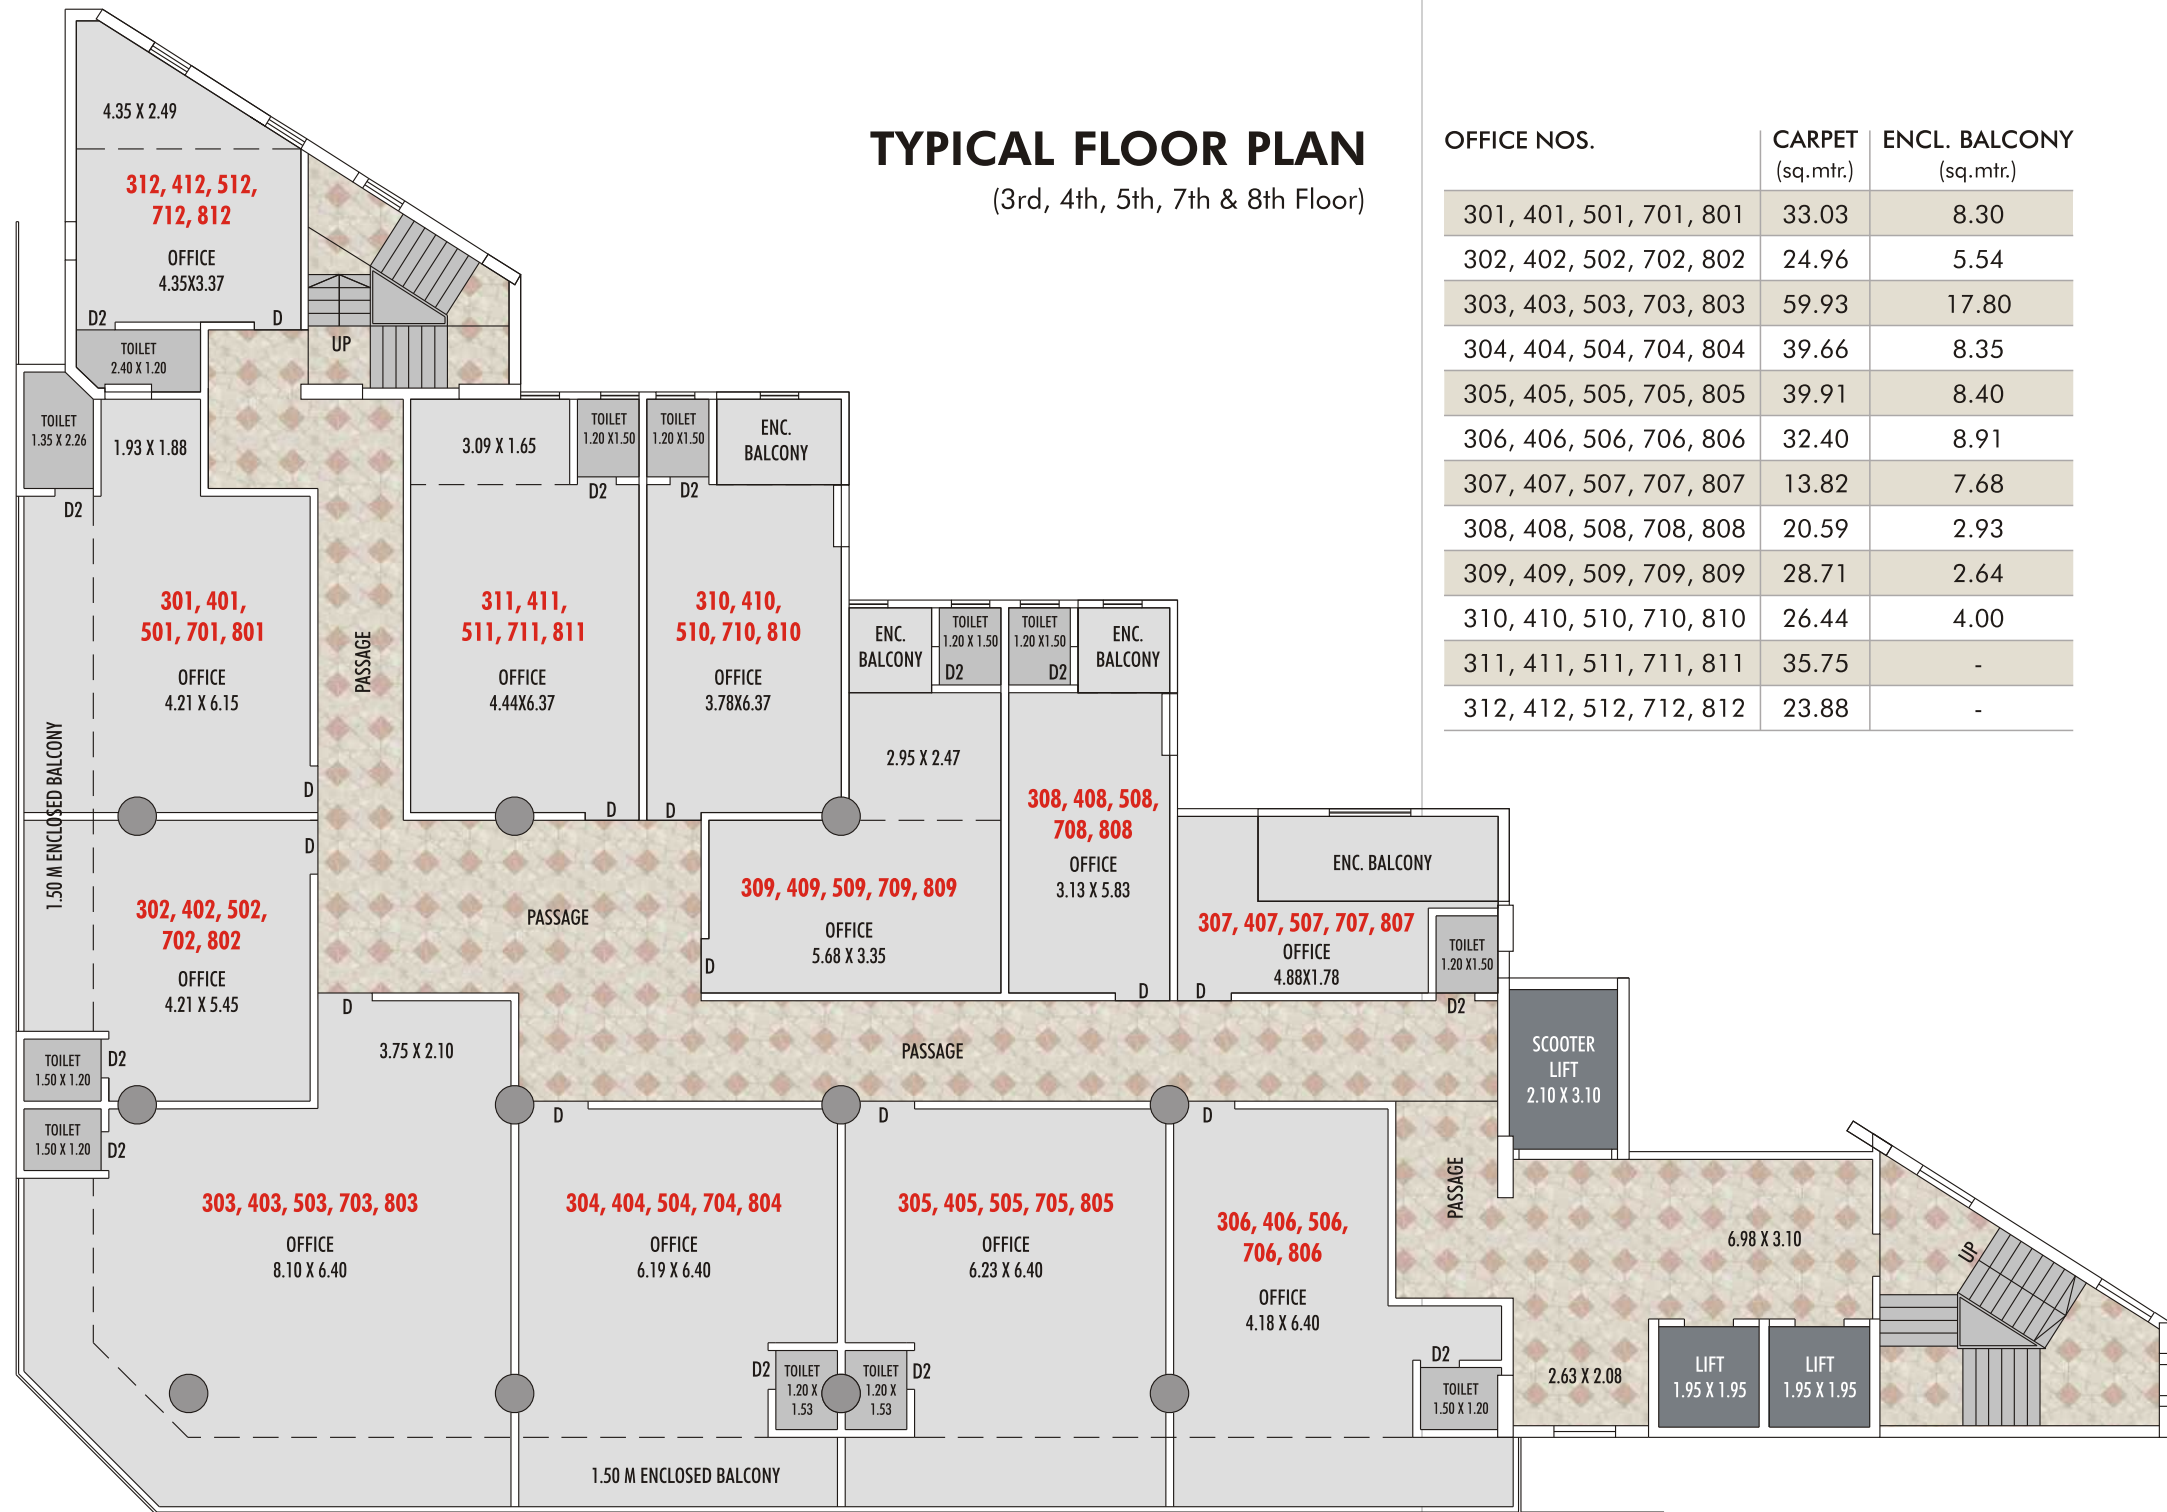 TYPICAL FLOOR PLAN
(3rd, 4th, 5th, 7th & 8th Floor)
OFFICE NOS. CARPET ENCL. BALCONY
(sq.mtr.) (sq.mtr.)
301, 401, 501, 701, 801 33.03 8.30
302, 402, 502, 702, 802 24.96 5.54
303, 403, 503, 703, 803 59.93 17.80
304, 404, 504, 704, 804 39.66 8.35
305, 405, 505, 705, 805 39.91 8.40
306, 406, 506, 706, 806 32.40 8.91
307, 407, 507, 707, 807 13.82 7.68
308, 408, 508, 708, 808 20.59 2.93
309, 409, 509, 709, 809 28.71 2.64
310, 410, 510, 710, 810 26.44 4.00
311, 411, 511, 711, 811 35.75 -
312, 412, 512, 712, 812 23.88 -
4.35 X 2.49
312, 412, 512,
712, 812
OFFICE
4.35X3.37
D2
D
TOILET
2.40 X 1.20
UP
TOILET
1.35 X 2.26
1.93 X 1.88
D2
301, 401,
501, 701, 801
OFFICE
4.21 X 6.15
D
1.50 M ENCLOSED BALCONY
PASSAGE
3.09 X 1.65
TOILET
1.20 X1.50
D2
311, 411,
511, 711, 811
OFFICE
4.44X6.37
D
TOILET
1.20 X1.50
D2
ENC.
BALCONY
310, 410,
510, 710, 810
OFFICE
3.78X6.37
D
ENC.
BALCONY
TOILET
1.20 X 1.50
D2
2.95 X 2.47
309, 409, 509, 709, 809
OFFICE
5.68 X 3.35
D
TOILET
1.20 X1.50
D2
ENC.
BALCONY
308, 408, 508,
708, 808
OFFICE
3.13 X 5.83
D
ENC. BALCONY
307, 407, 507, 707, 807
OFFICE
4.88X1.78
D
TOILET
1.20 X1.50
D2
D
302, 402, 502,
702, 802
OFFICE
4.21 X 5.45
TOILET
1.50 X 1.20
D2
PASSAGE
PASSAGE
SCOOTER
LIFT
2.10 X 3.10
TOILET
1.50 X 1.20
D2
D
3.75 X 2.10
303, 403, 503, 703, 803
OFFICE
8.10 X 6.40
D
304, 404, 504, 704, 804
OFFICE
6.19 X 6.40
D2
TOILET
1.20 X
1.53
D
305, 405, 505, 705, 805
OFFICE
6.23 X 6.40
TOILET
1.20 X
1.53
D2
D
306, 406, 506,
706, 806
OFFICE
4.18 X 6.40
D2
TOILET
1.50 X 1.20
PASSAGE
6.98 X 3.10
UP
2.63 X 2.08
LIFT
1.95 X 1.95
LIFT
1.95 X 1.95
1.50 M ENCLOSED BALCONY